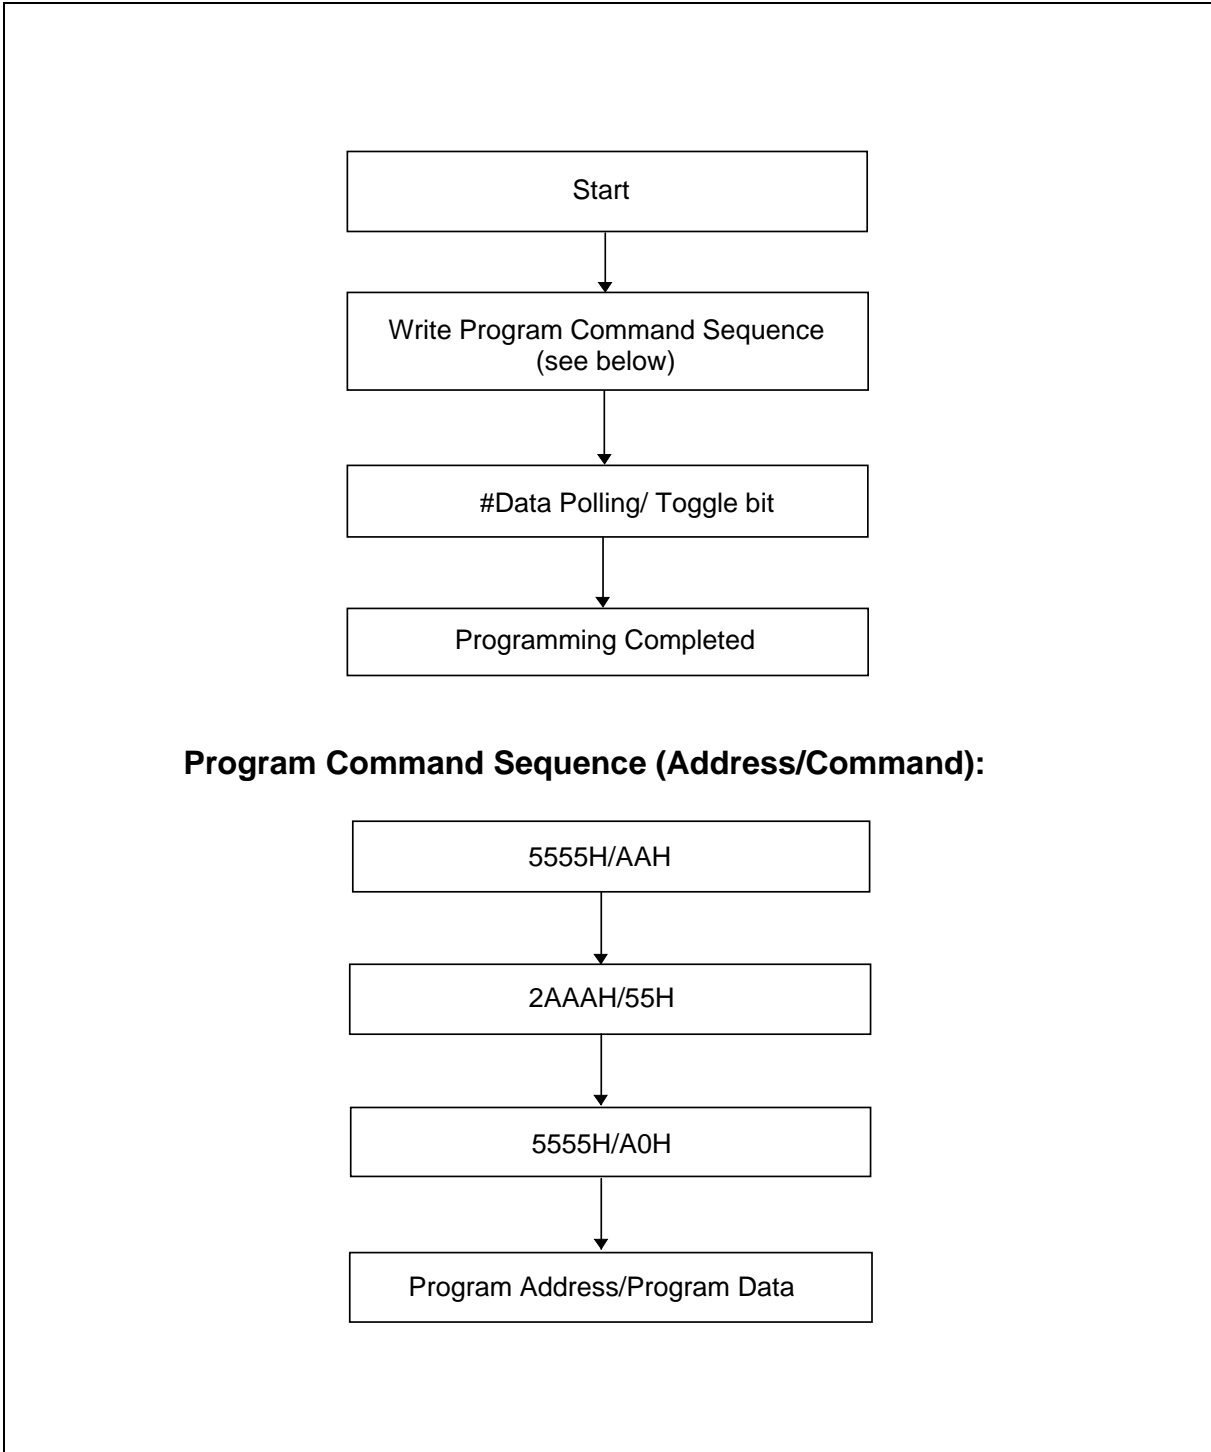 Start
Write Program Command Sequence
(see below)
#Data Polling/ Toggle bit
Programming Completed
Program Command Sequence (Address/Command):
5555H/AAH
2AAAH/55H
5555H/A0H
Program Address/Program Data